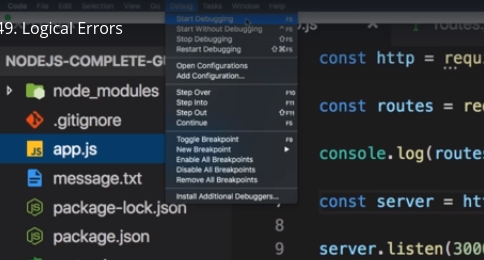 Code File Edit Selection View Go Debug Tasks Window Help
49. Logical Errors
Start Debugging F5
Start Without Debugging ^F5
Stop Debugging ⇧F5
Restart Debugging ⇧⌘F5
Open Configurations
Add Configuration...
Step Over F10
Step Into F11
Step Out ⇧F11
Continue F5
Toggle Breakpoint F9
New Breakpoint ▶
Enable All Breakpoints
Disable All Breakpoints
Remove All Breakpoints
Install Additional Debuggers...
NODEJS-COMPLETE-GU
node_modules
.gitignore
JS app.js
message.txt
package-lock.json
package.json
.js
routes.
const http = requi
const routes = req
console.log(routes
const server = htt
8
9 server.listen(3000